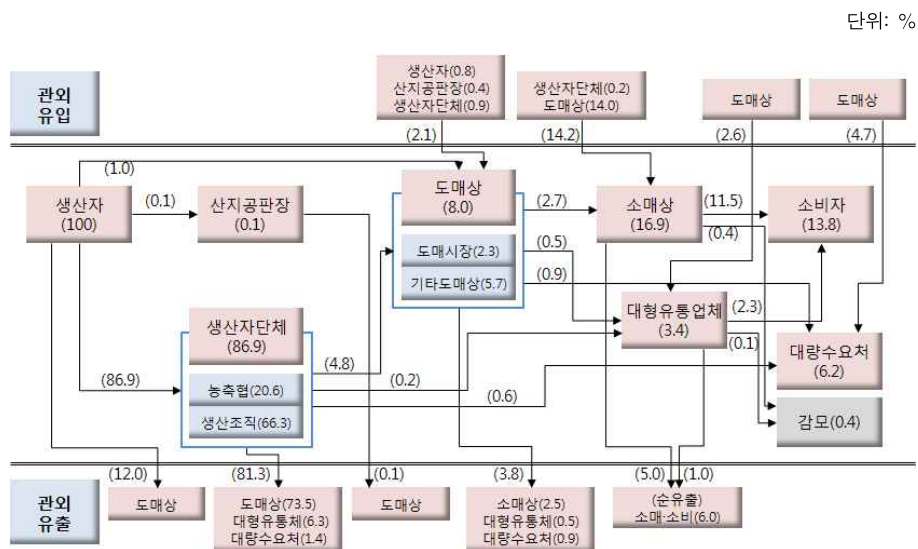 단위: %
관외
유입
생산자(0.8)
산지공판장(0.4)
생산자단체(0.9)
생산자단체(0.2)
도매상(14.0)
도매상
도매상
(2.1)
(14.2)
(2.6)
(4.7)
(1.0)
생산자
(100)
(0.1)
산지공판장
(0.1)
도매상
(8.0)
도매시장(2.3)
기타도매상(5.7)
(2.7)
(0.5)
(0.9)
소매상
(16.9)
(11.5)
(0.4)
소비자
(13.8)
대형유통업체
(3.4)
(2.3)
(0.1)
대량수요처
(6.2)
감모(0.4)
생산자단체
(86.9)
농축협(20.6)
생산조직(66.3)
(86.9)
(4.8)
(0.2)
(0.6)
관외
유출
(12.0)
(81.3)
(0.1)
(3.8)
(5.0)
(1.0)
도매상
도매상(73.5)
대형유통체(6.3)
대량수요처(1.4)
도매상
소매상(2.5)
대형유통체(0.5)
대량수요처(0.9)
(순유출)
소매·소비(6.0)